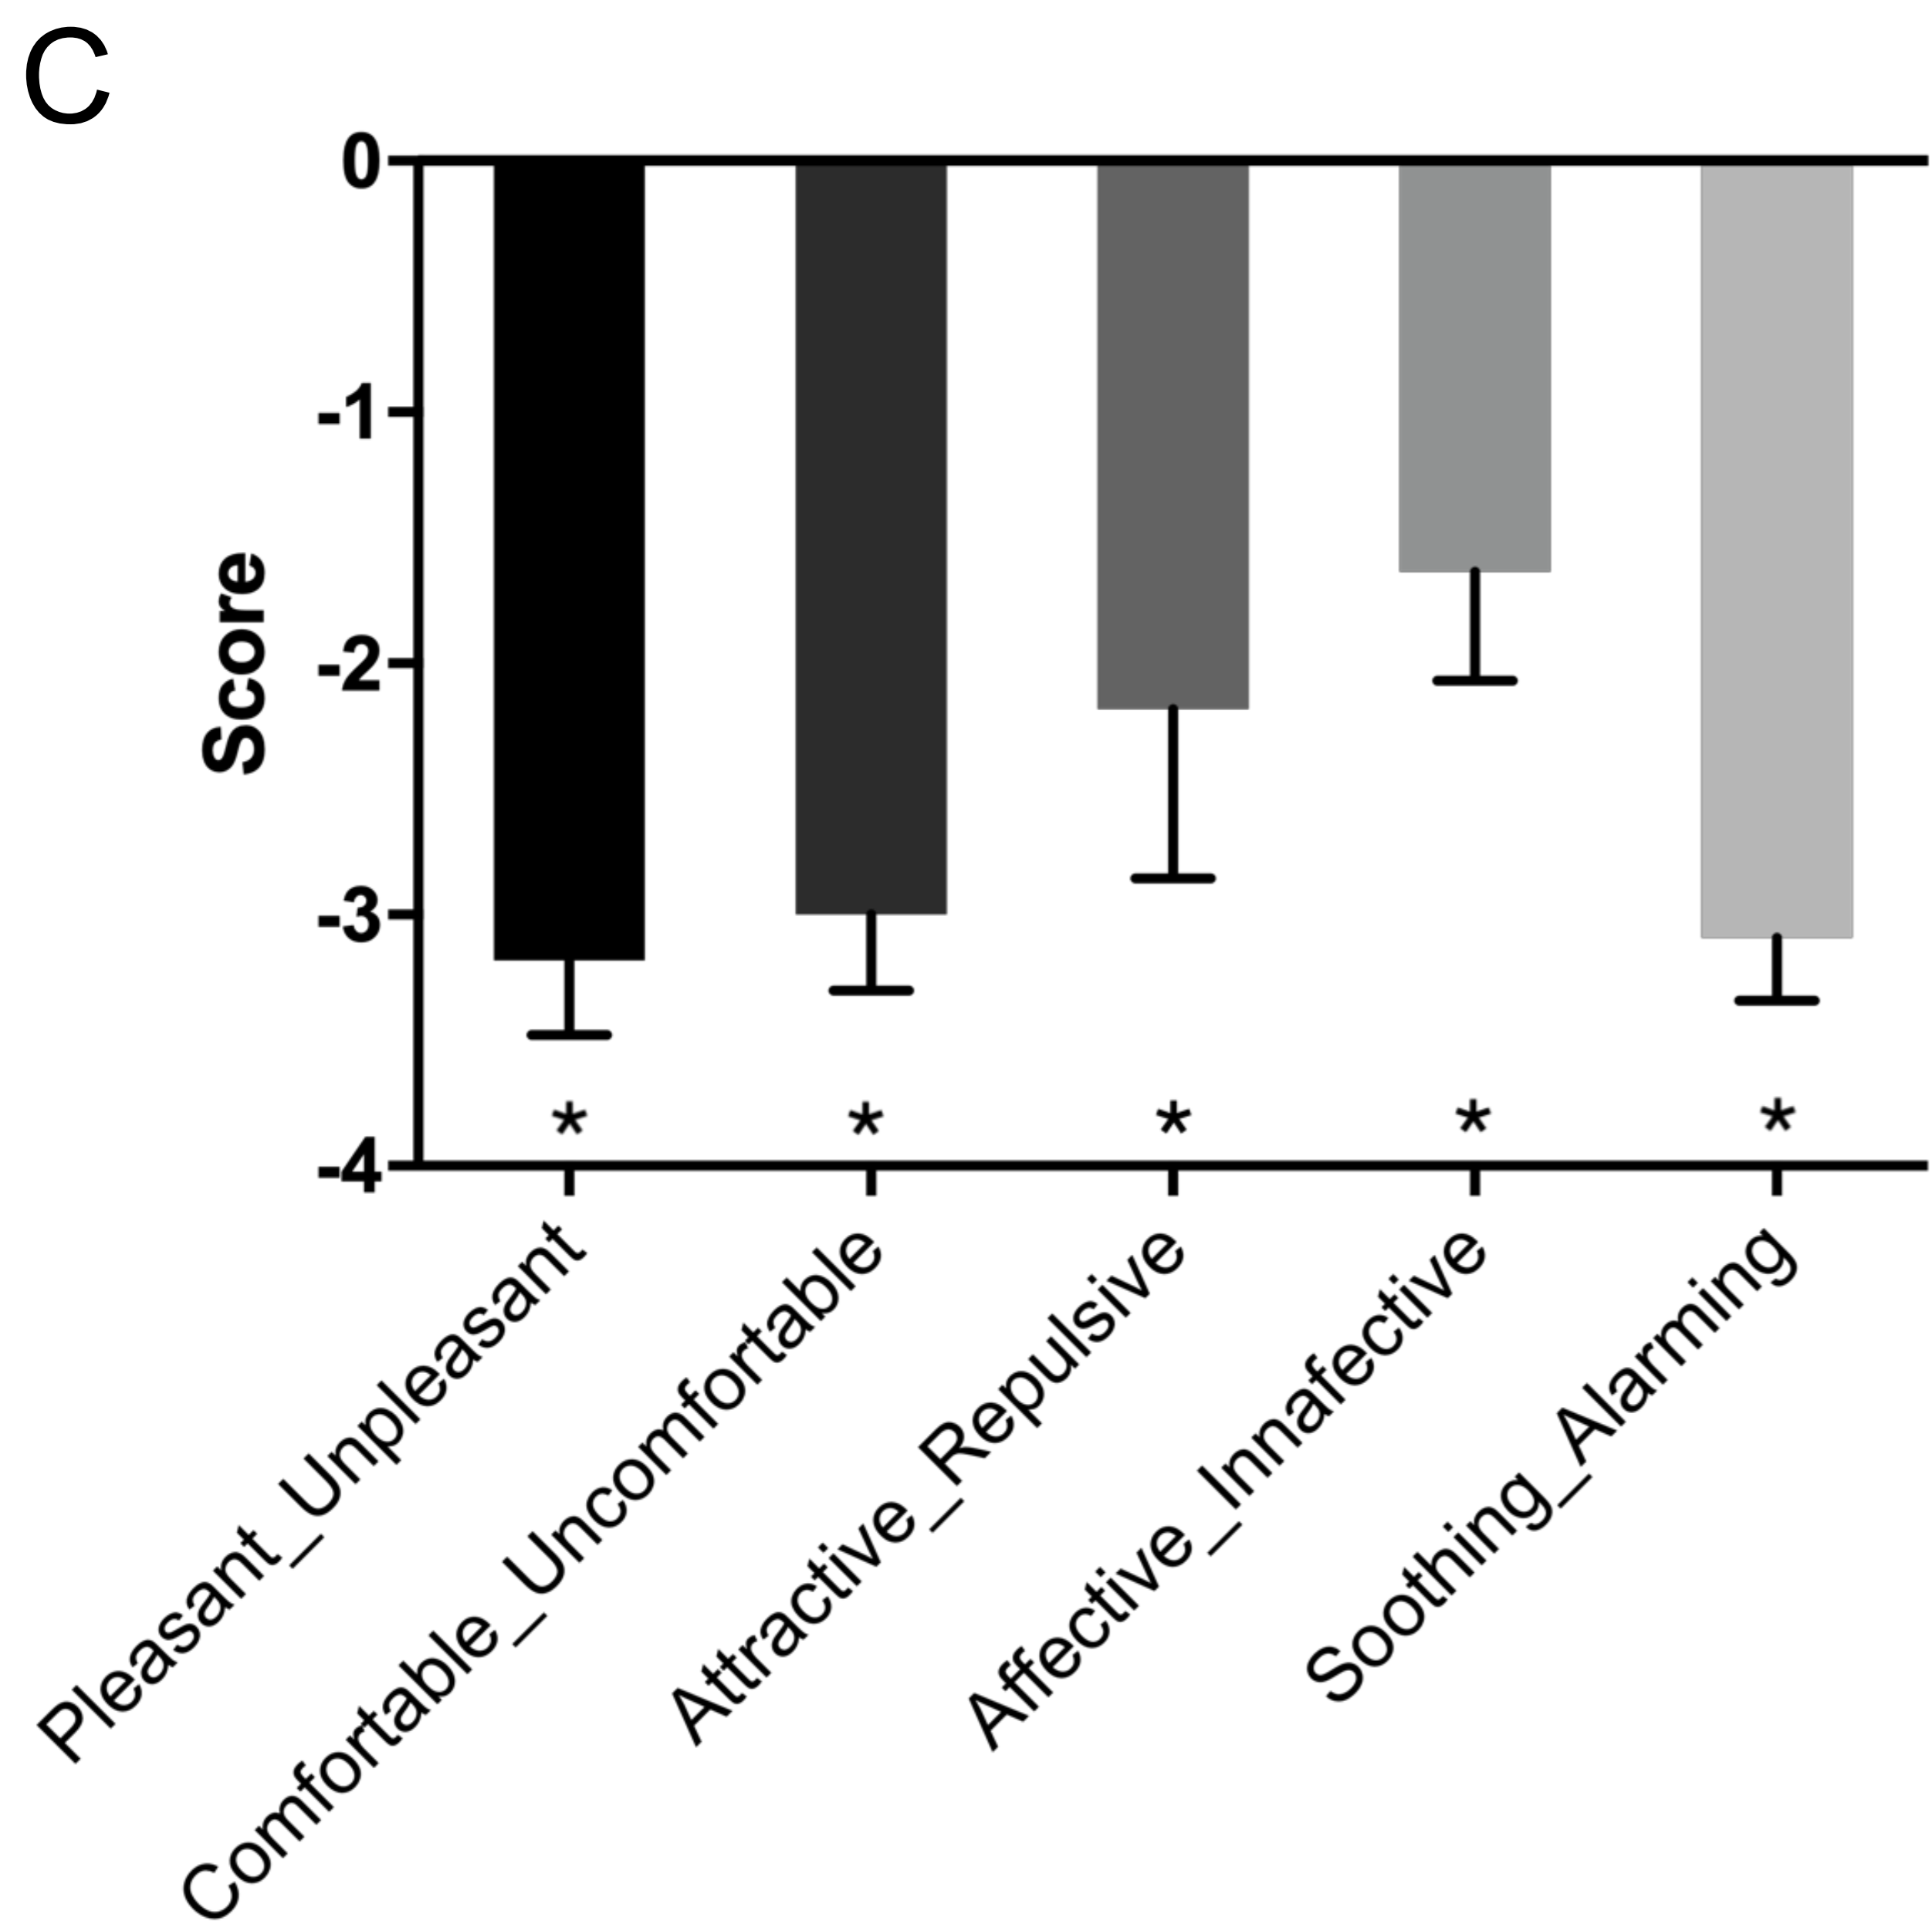 C
0
-1
-2
-3
-4
Score
* * * * *
Pleasant_Unpleasant
Comfortable_Uncomfortable
Attractive_Repulsive
Affective_Innafective
Soothing_Alarming